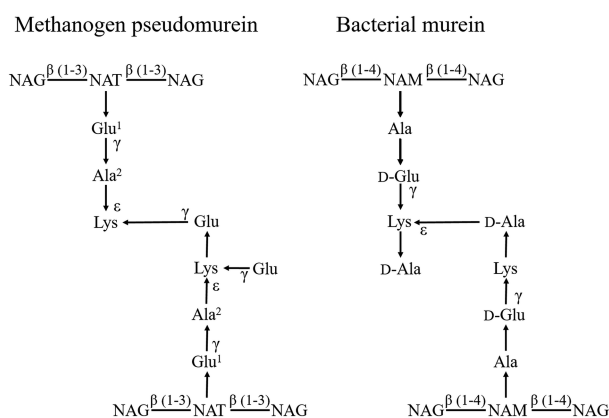 Methanogen pseudomurein
Bacterial murein
NAG β (1-3) NAT β (1-3) NAG
Glu¹
γ
Ala²
ε
Lys
γ
Glu
Lys
γ
Glu
ε
Ala²
γ
Glu¹
NAG β (1-3) NAT β (1-3) NAG
NAG β (1-4) NAM β (1-4) NAG
Ala
D-Glu
γ
Lys
ε
D-Ala
D-Ala
Lys
γ
D-Glu
Ala
NAG β (1-4) NAM β (1-4) NAG